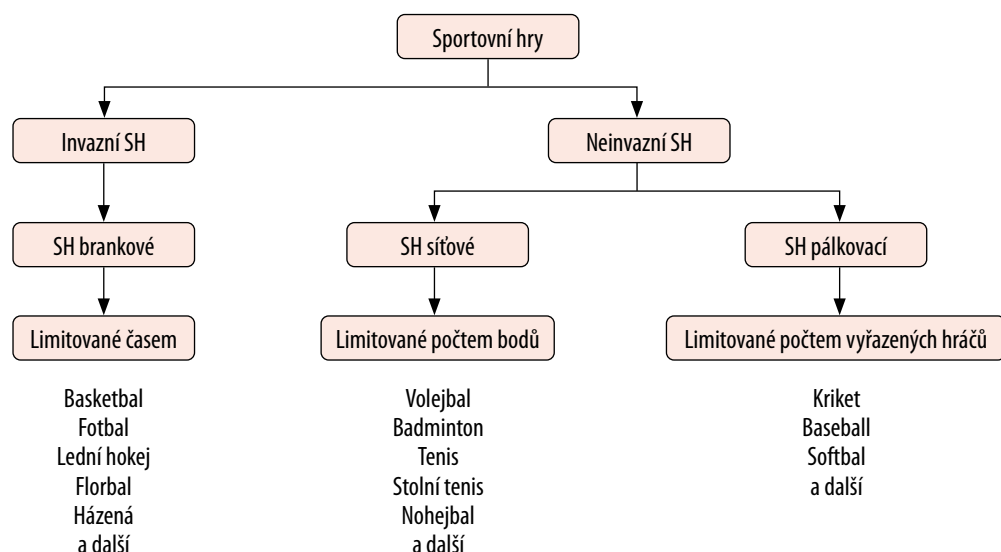 Sportovní hry
Invazní SH
Neinvazní SH
SH brankové
SH síťové
SH pálkovací
Limitované časem
Limitované počtem bodů
Limitované počtem vyřazených hráčů
Basketbal
Fotbal
Lední hokej
Florbal
Házená
a další
Volejbal
Badminton
Tenis
Stolní tenis
Nohejbal
a další
Kriket
Baseball
Softbal
a další